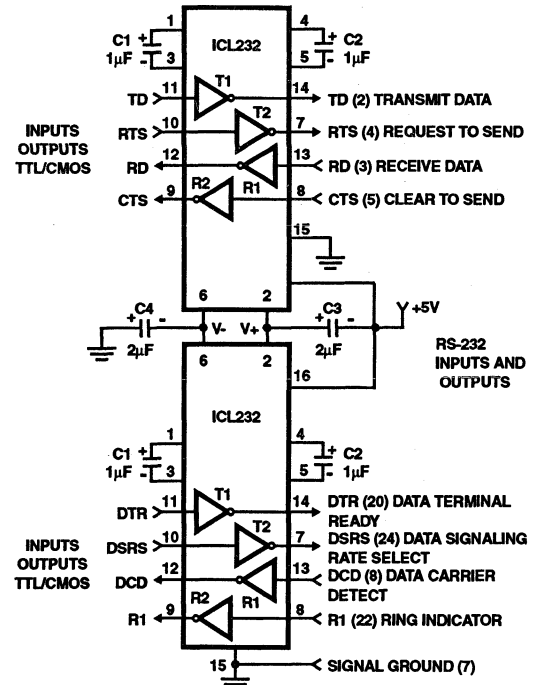 1 4
C1 + ICL232 + C2
1µF - - 1µF
3 5
T1
TD 11 14 TD (2) TRANSMIT DATA
T2
RTS 10 7 RTS (4) REQUEST TO SEND
INPUTS
OUTPUTS
TTL/CMOS
RD 12 13 RD (3) RECEIVE DATA
R2 R1
CTS 9 8 CTS (5) CLEAR TO SEND
15
6 2
C4 C3
+ - V- V+ + - +5V
2µF 2µF
6 2
RS-232
INPUTS AND
OUTPUTS
16
ICL232
1 4
C1 + + C2
1µF - - 1µF
3 5
T1
DTR 11 14 DTR (20) DATA TERMINAL
READY
T2
DSRS 10 7 DSRS (24) DATA SIGNALING
RATE SELECT
INPUTS
OUTPUTS
TTL/CMOS
DCD 12 13 DCD (8) DATA CARRIER
DETECT
R2 R1
R1 9 8 R1 (22) RING INDICATOR
15 SIGNAL GROUND (7)